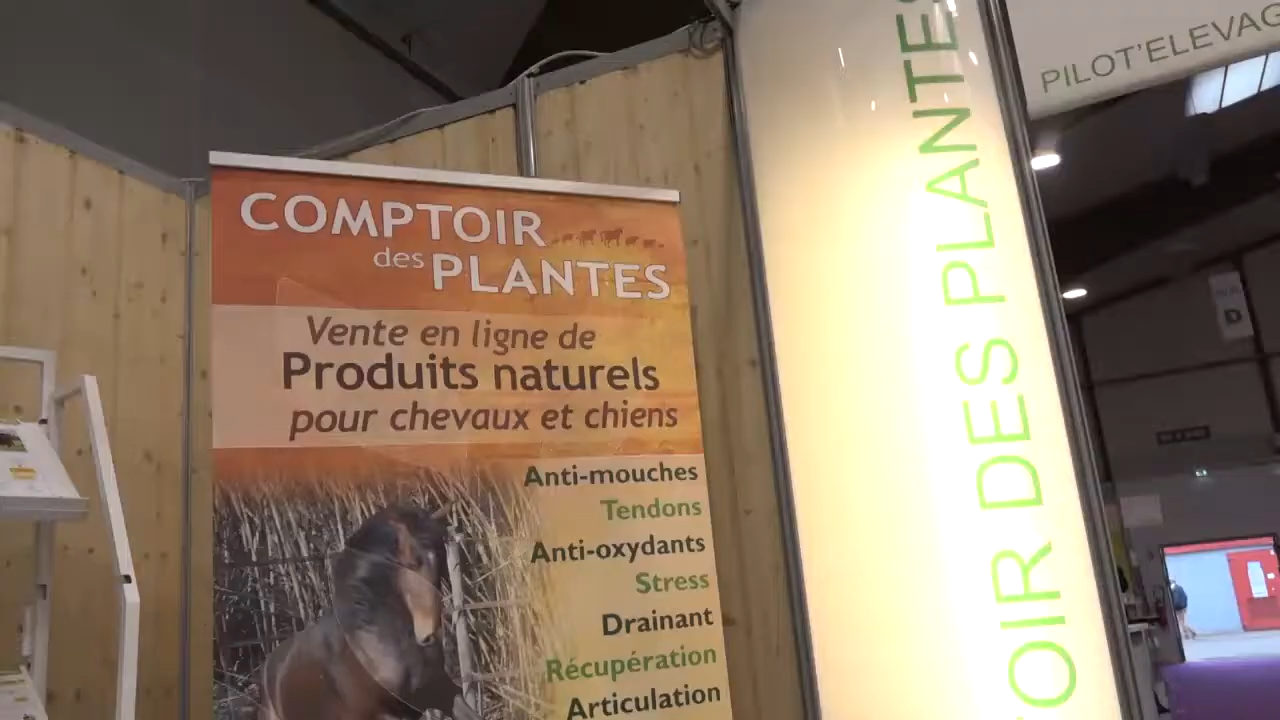 COMPTOIR
des PLANTES
Vente en ligne de
Produits naturels
pour chevaux et chiens
Anti-mouches
Tendons
Anti-oxydants
Stress
Drainant
Récupération
Articulation
OIR DES PLANTES
PILOT'ELEVAG
D